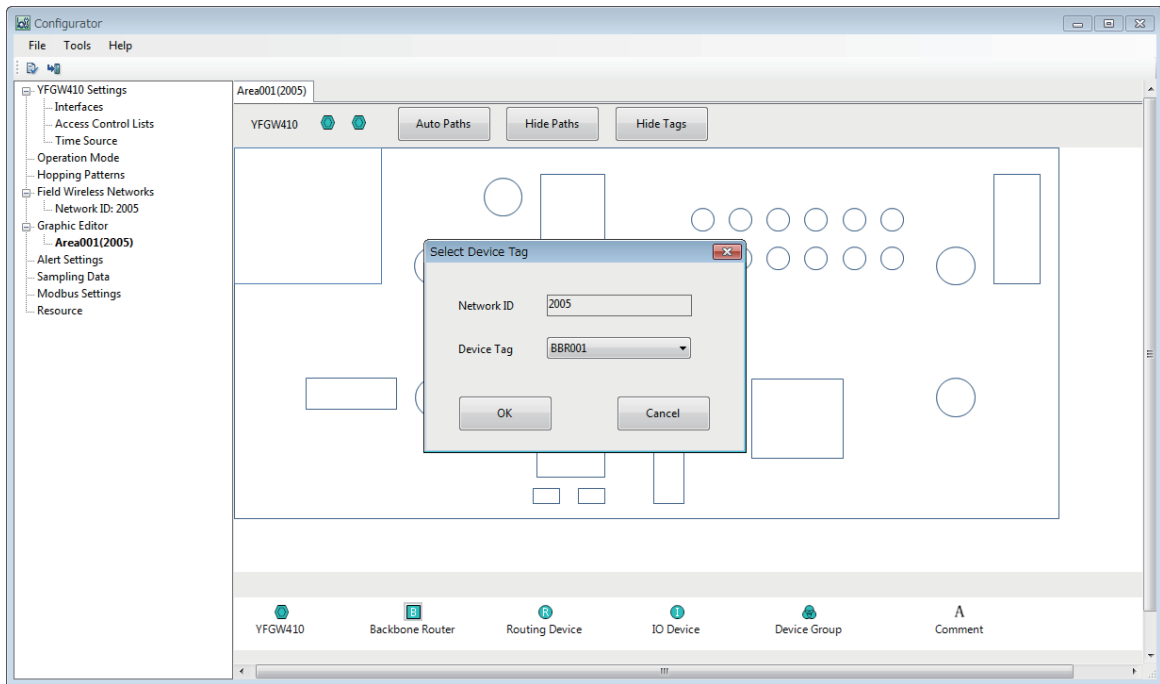 Configurator
File Tools Help
YFGW410 Settings
Interfaces
Access Control Lists
Time Source
Operation Mode
Hopping Patterns
Field Wireless Networks
Network ID: 2005
Graphic Editor
Area001(2005)
Alert Settings
Sampling Data
Modbus Settings
Resource
Area001(2005)
YFGW410 Auto Paths Hide Paths Hide Tags
Select Device Tag
Network ID 2005
Device Tag BBR001
OK Cancel
B R I A
YFGW410 Backbone Router Routing Device IO Device Device Group Comment